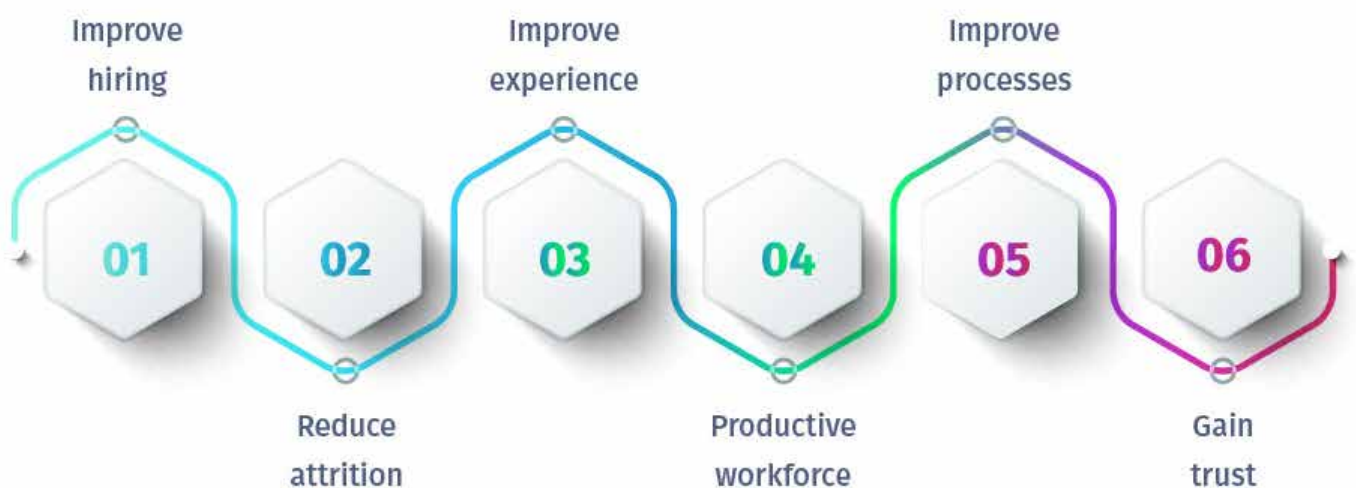 Improve
hiring
01
02
Reduce
attrition
Improve
experience
03
04
Productive
workforce
Improve
processes
05
06
Gain
trust